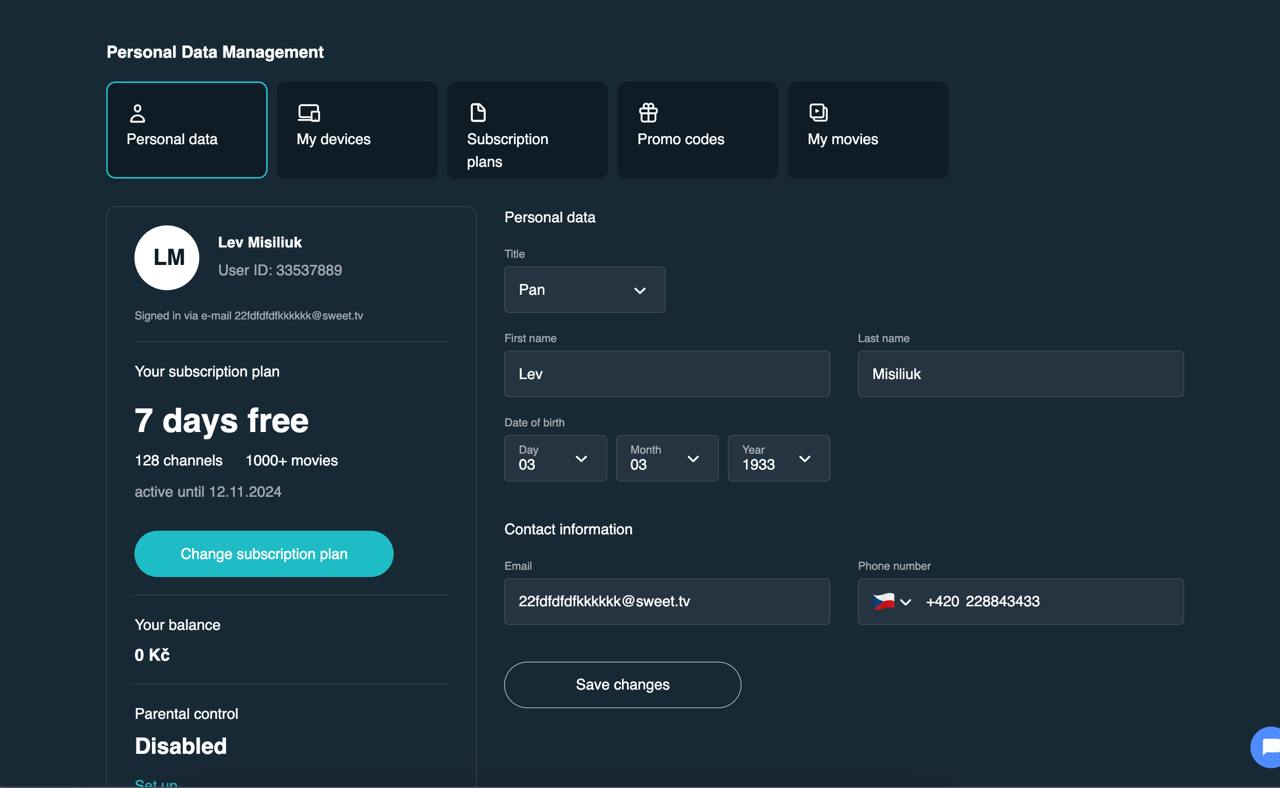 Personal Data Management
Personal data
My devices
Subscription
plans
Promo codes
My movies
LM
Lev Misiliuk
User ID: 33537889
Signed in via e-mail 22fdfdfdfkkkkkk@sweet.tv
Your subscription plan
7 days free
128 channels 1000+ movies
active until 12.11.2024
Change subscription plan
Your balance
0 Kč
Parental control
Disabled
Set up
Personal data
Title
Pan
First name
Lev
Last name
Misiliuk
Date of birth
Day
03
Month
03
Year
1933
Contact information
Email
22fdfdfdfkkkkkk@sweet.tv
Phone number
+420 228843433
Save changes